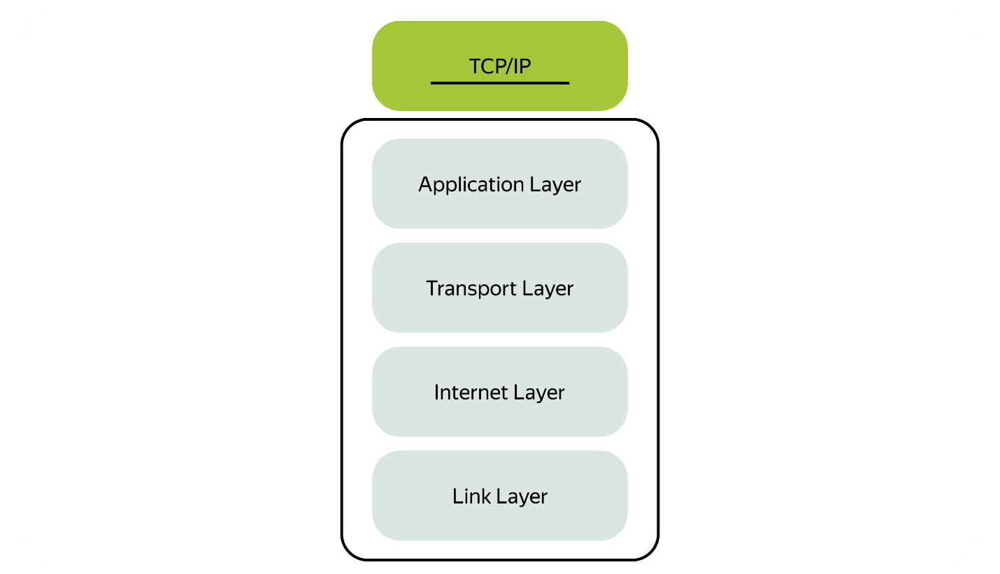 TCP/IP
Application Layer
Transport Layer
Internet Layer
Link Layer